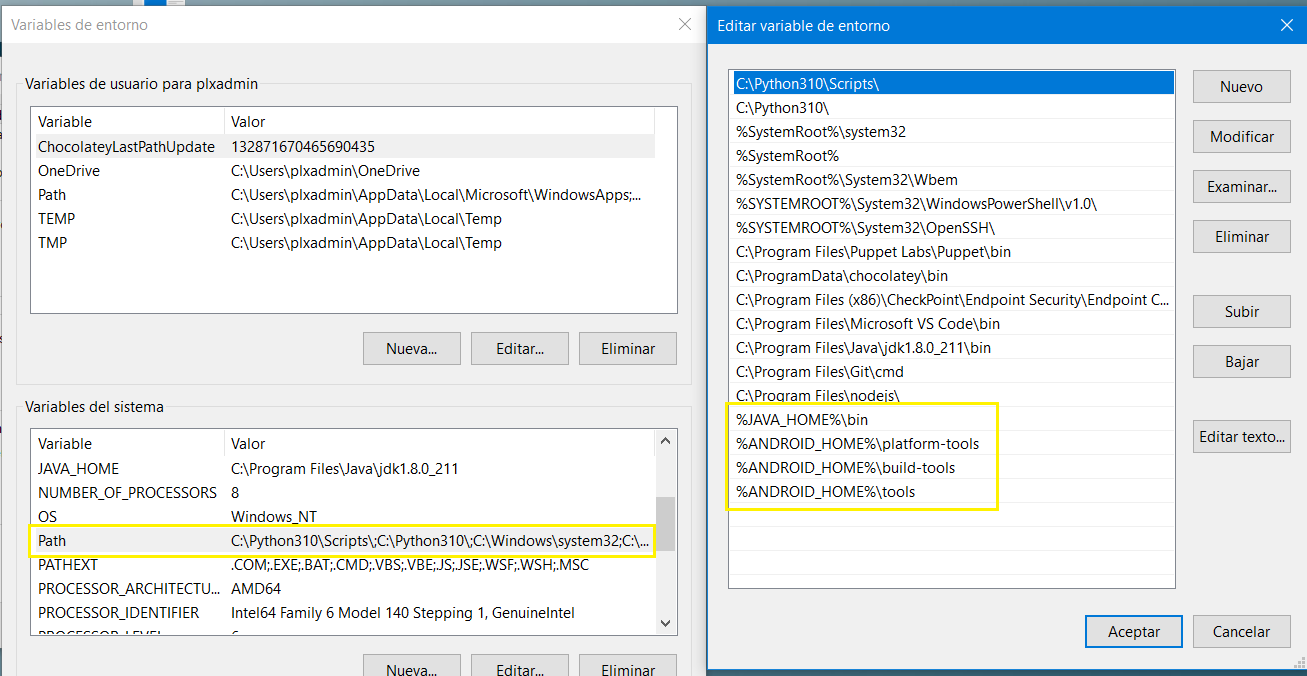 Variables de entorno
Variables de usuario para plxadmin
Variable Valor
ChocolateyLastPathUpdate 132871670465690435
OneDrive C:\Users\plxadmin\OneDrive
Path C:\Users\plxadmin\AppData\Local\Microsoft\WindowsApps;...
TEMP C:\Users\plxadmin\AppData\Local\Temp
TMP C:\Users\plxadmin\AppData\Local\Temp
Nueva... Editar... Eliminar
Variables del sistema
Variable Valor
JAVA_HOME C:\Program Files\Java\jdk1.8.0_211
NUMBER_OF_PROCESSORS 8
OS Windows_NT
Path C:\Python310\Scripts\;C:\Python310\;C:\Windows\system32;C:\...
PATHEXT .COM;.EXE;.BAT;.CMD;.VBS;.VBE;.JS;.JSE;.WSF;.WSH;.MSC
PROCESSOR_ARCHITECTU... AMD64
PROCESSOR_IDENTIFIER Intel64 Family 6 Model 140 Stepping 1, GenuineIntel
PROCESSOR_LEVEL 6
Nueva... Editar... Eliminar
Editar variable de entorno
C:\Python310\Scripts\
C:\Python310\
%SystemRoot%\system32
%SystemRoot%
%SystemRoot%\System32\Wbem
%SYSTEMROOT%\System32\WindowsPowerShell\v1.0\
%SYSTEMROOT%\System32\OpenSSH\
C:\Program Files\Puppet Labs\Puppet\bin
C:\ProgramData\chocolatey\bin
C:\Program Files (x86)\CheckPoint\Endpoint Security\Endpoint C...
C:\Program Files\Microsoft VS Code\bin
C:\Program Files\Java\jdk1.8.0_211\bin
C:\Program Files\Git\cmd
C:\Program Files\nodejs\
%JAVA_HOME%\bin
%ANDROID_HOME%\platform-tools
%ANDROID_HOME%\build-tools
%ANDROID_HOME%\tools
Nuevo
Modificar
Examinar...
Eliminar
Subir
Bajar
Editar texto...
Aceptar Cancelar